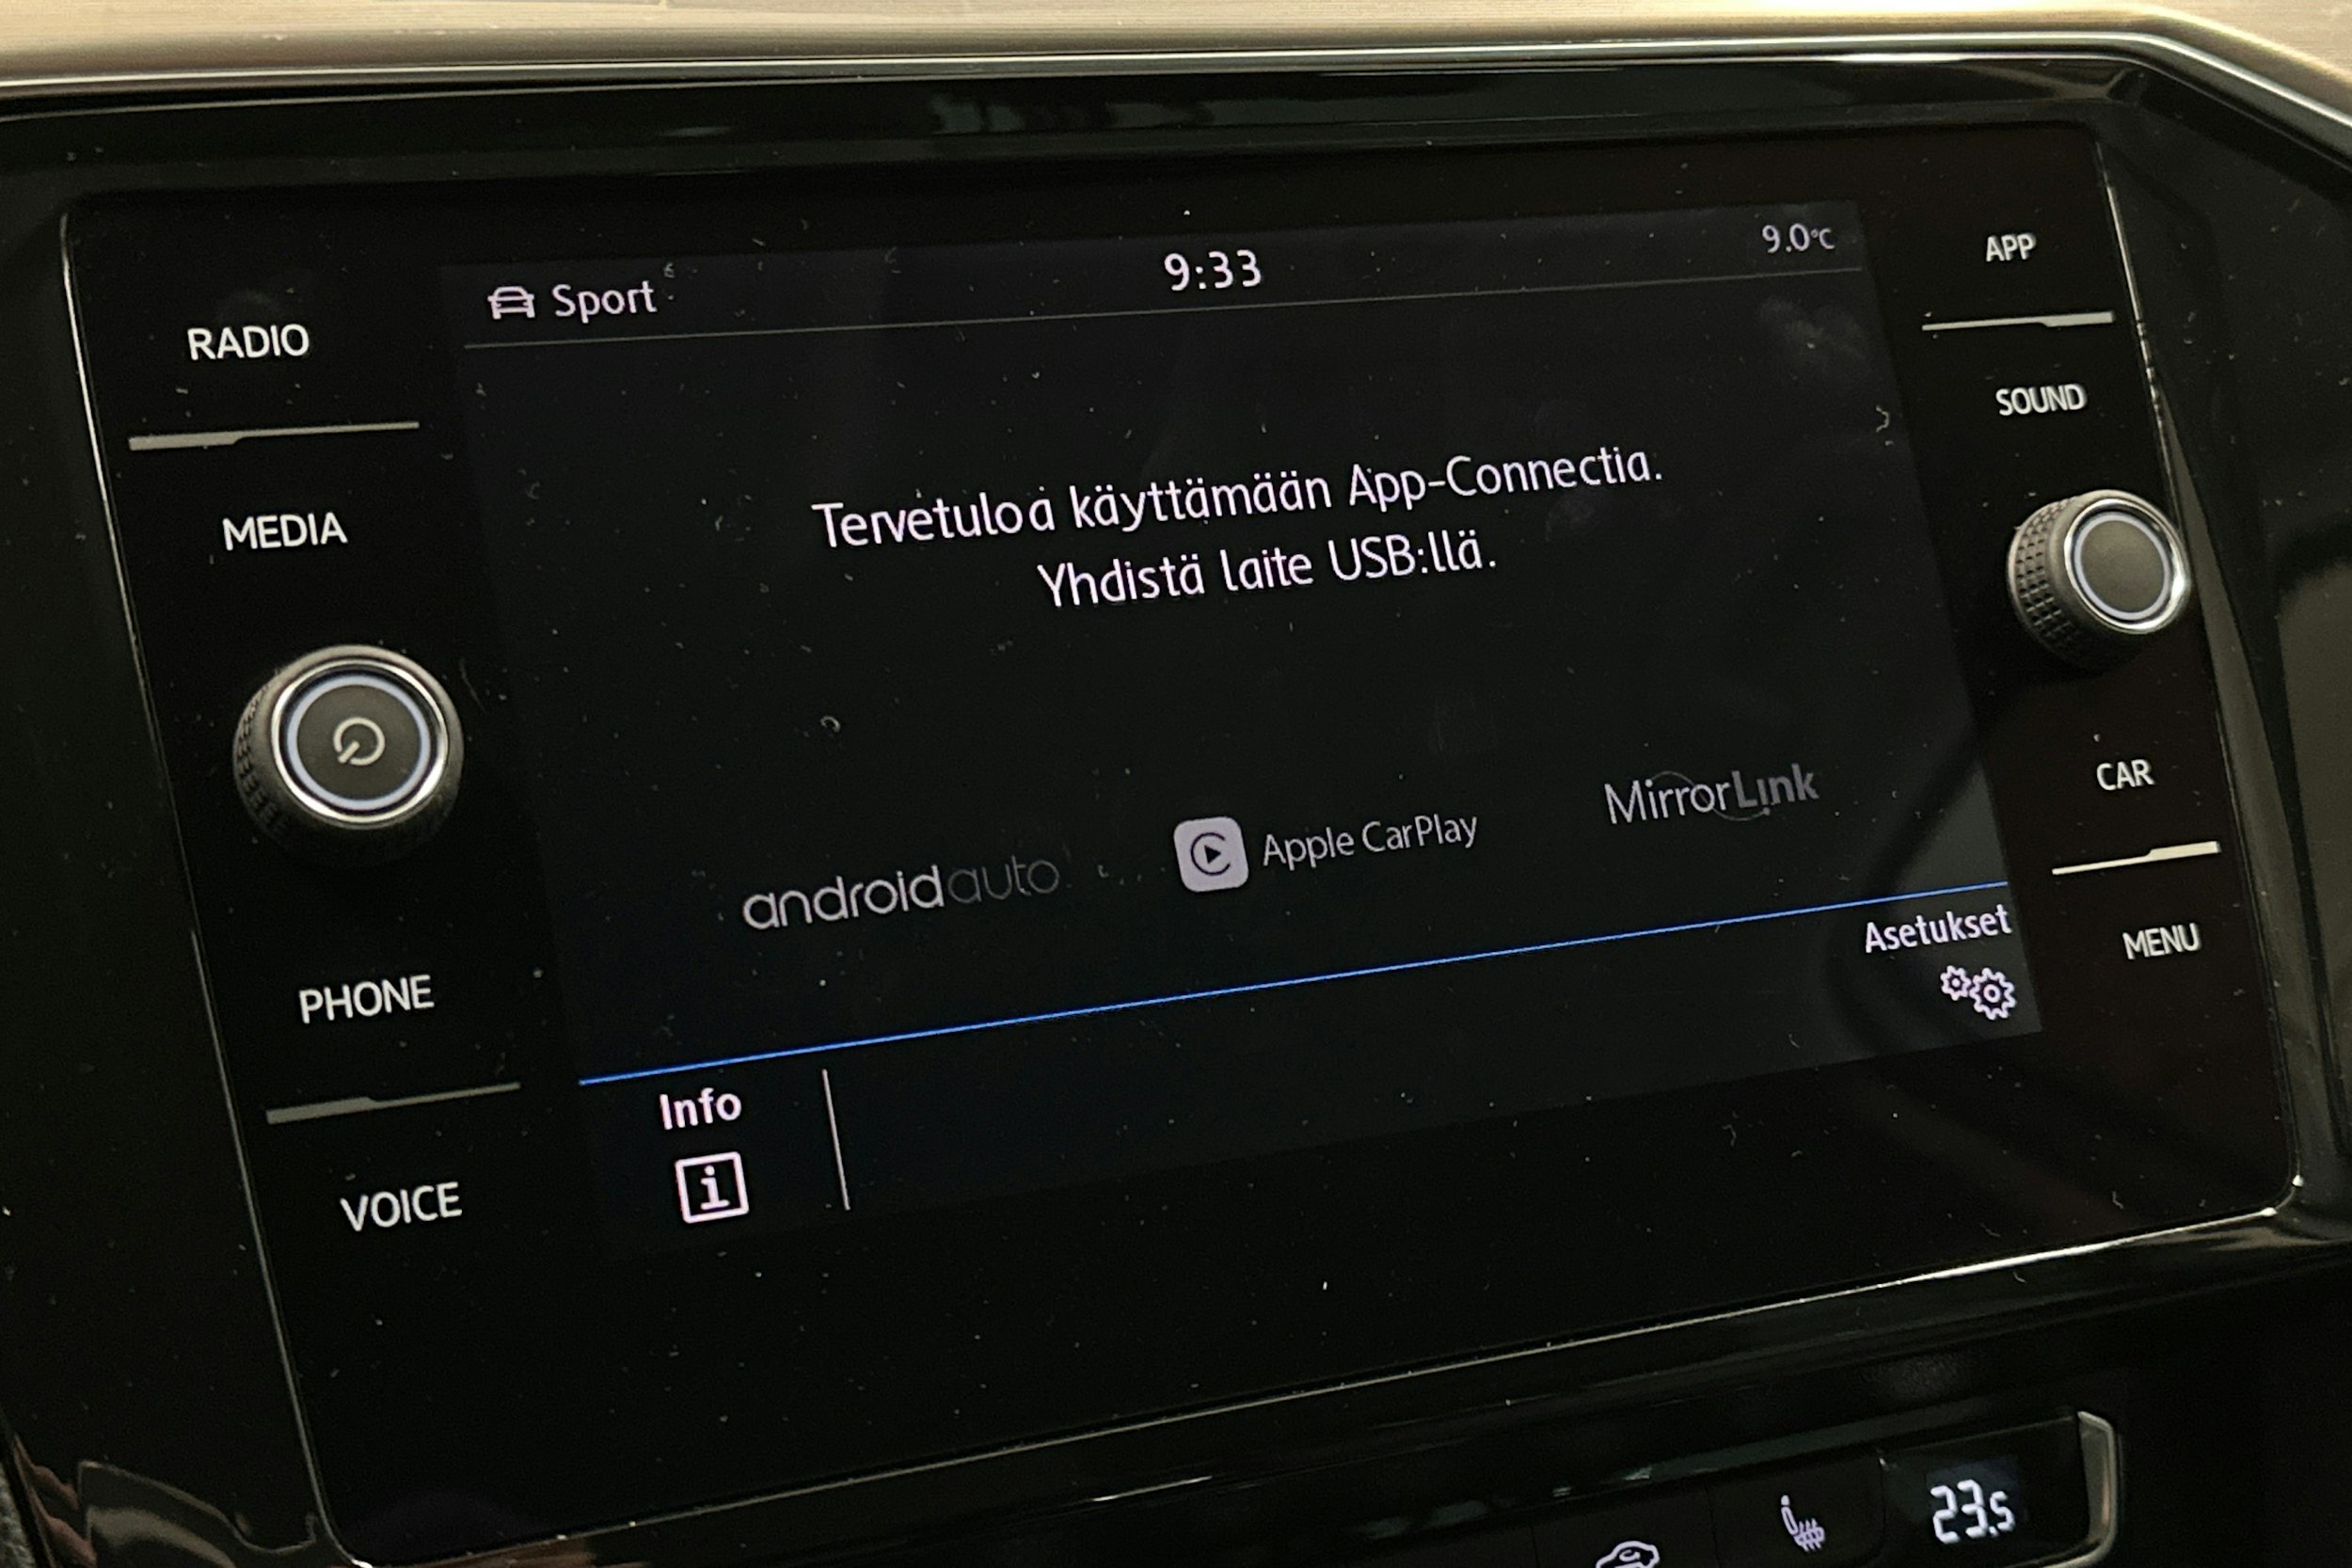 Sport
9:33
9.0°C
APP
RADIO
SOUND
MEDIA
Tervetuloa käyttämään App-Connectia.
Yhdistä laite USB:llä.
CAR
androidauto
Apple CarPlay
MirrorLink
Asetukset
MENU
PHONE
Info
VOICE
23.5